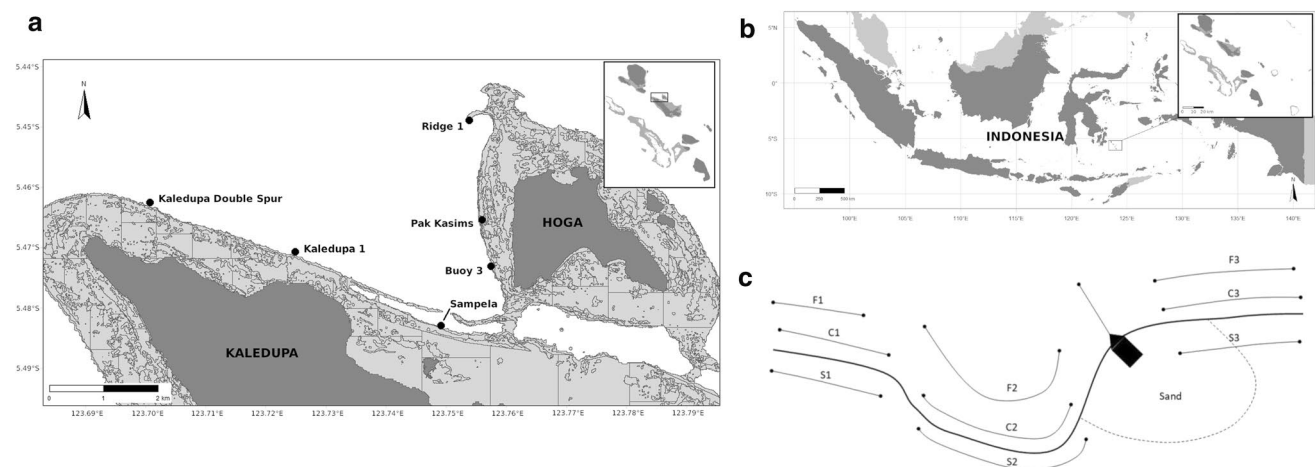 a
5.44°S
5.45°S
5.46°S
5.47°S
5.48°S
5.49°S
N
Ridge 1
Kaledupa Double Spur
Pak Kasims
HOGA
Kaledupa 1
Buoy 3
Sampela
KALEDUPA
0 1 2 km
123.69°E 123.70°E 123.71°E 123.72°E 123.73°E 123.74°E 123.75°E 123.76°E 123.77°E 123.78°E 123.79°E
b
5°N
0°
5°S
10°S
INDONESIA
0 250 500 km
N
100°E 105°E 110°E 115°E 120°E 125°E 130°E 135°E 140°E
c
F3
F1
C3
C1
S3
F2
S1
Sand
C2
S2